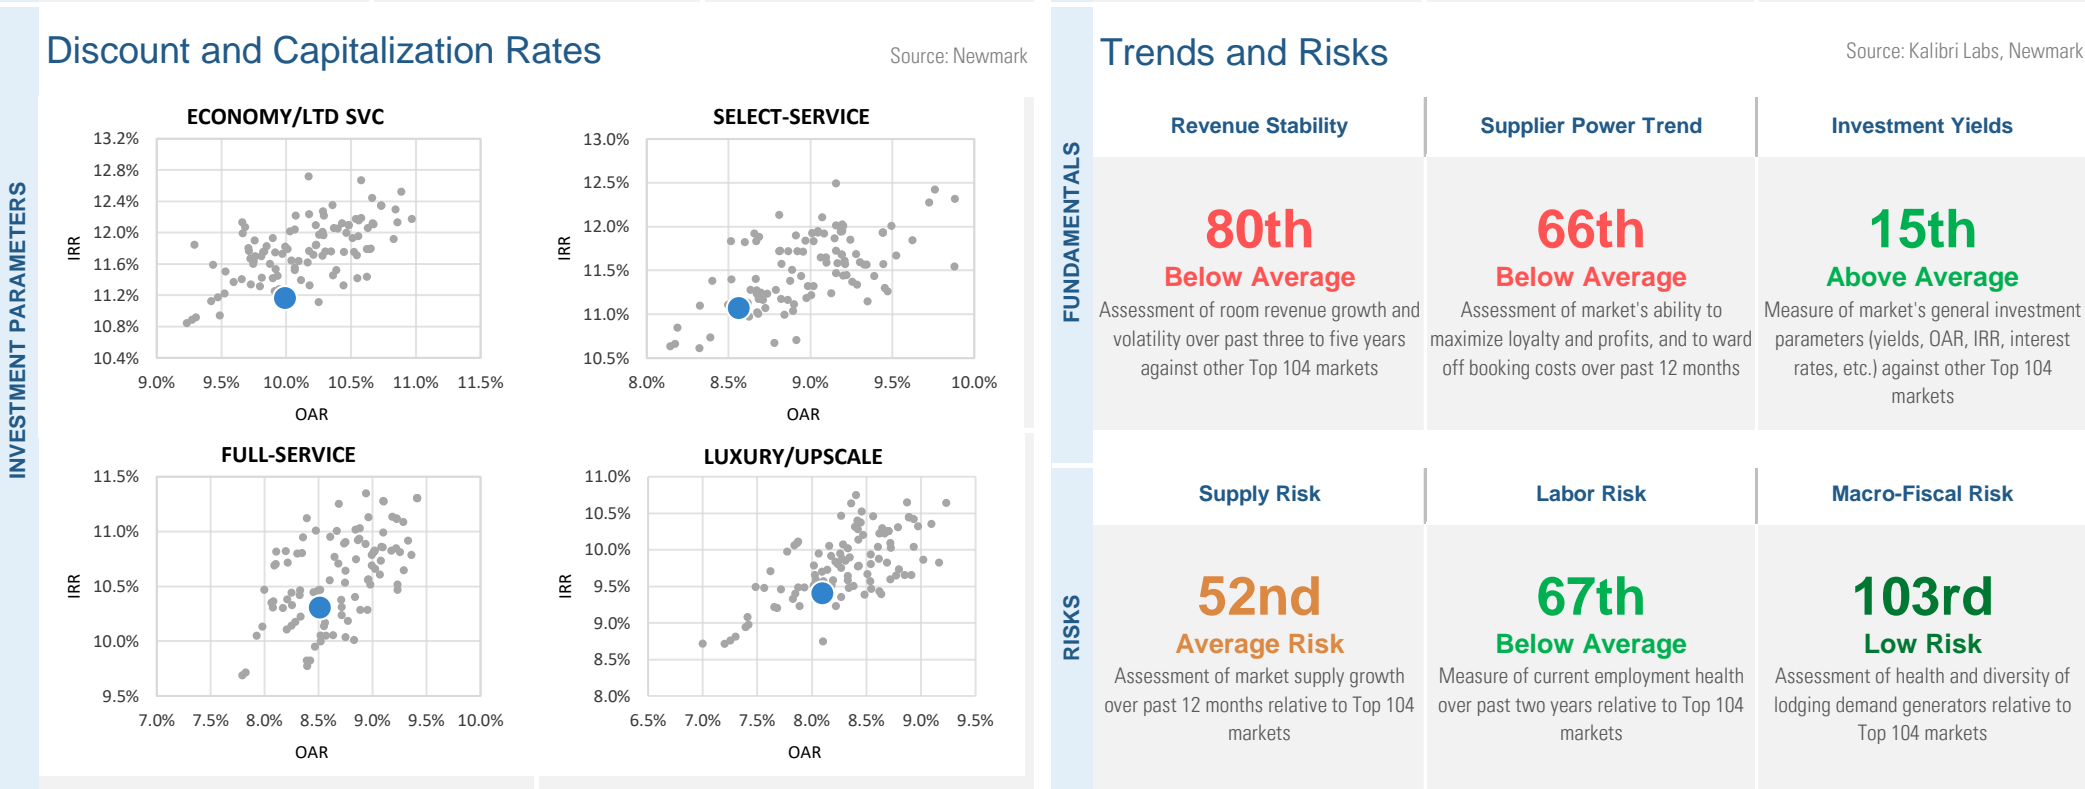 INVESTMENT PARAMETERS
Discount and Capitalization Rates
Source: Newmark
ECONOMY/LTD SVC
13.2%
12.8%
12.4%
12.0%
11.6%
11.2%
10.8%
10.4%
IRR
9.0% 9.5% 10.0% 10.5% 11.0% 11.5%
OAR
SELECT-SERVICE
13.0%
12.5%
12.0%
11.5%
11.0%
10.5%
IRR
8.0% 8.5% 9.0% 9.5% 10.0%
OAR
FULL-SERVICE
11.5%
11.0%
10.5%
10.0%
9.5%
IRR
7.0% 7.5% 8.0% 8.5% 9.0% 9.5% 10.0%
OAR
LUXURY/UPSCALE
11.0%
10.5%
10.0%
9.5%
9.0%
8.5%
8.0%
IRR
6.5% 7.0% 7.5% 8.0% 8.5% 9.0% 9.5%
OAR
Trends and Risks
Source: Kalibri Labs, Newmark
FUNDAMENTALS
Revenue Stability
80th
Below Average
Assessment of room revenue growth and
volatility over past three to five years
against other Top 104 markets
Supplier Power Trend
66th
Below Average
Assessment of market's ability to
maximize loyalty and profits, and to ward
off booking costs over past 12 months
Investment Yields
15th
Above Average
Measure of market's general investment
parameters (yields, OAR, IRR, interest
rates, etc.) against other Top 104
markets
RISKS
Supply Risk
52nd
Average Risk
Assessment of market supply growth
over past 12 months relative to Top 104
markets
Labor Risk
67th
Below Average
Measure of current employment health
over past two years relative to Top 104
markets
Macro-Fiscal Risk
103rd
Low Risk
Assessment of health and diversity of
lodging demand generators relative to
Top 104 markets